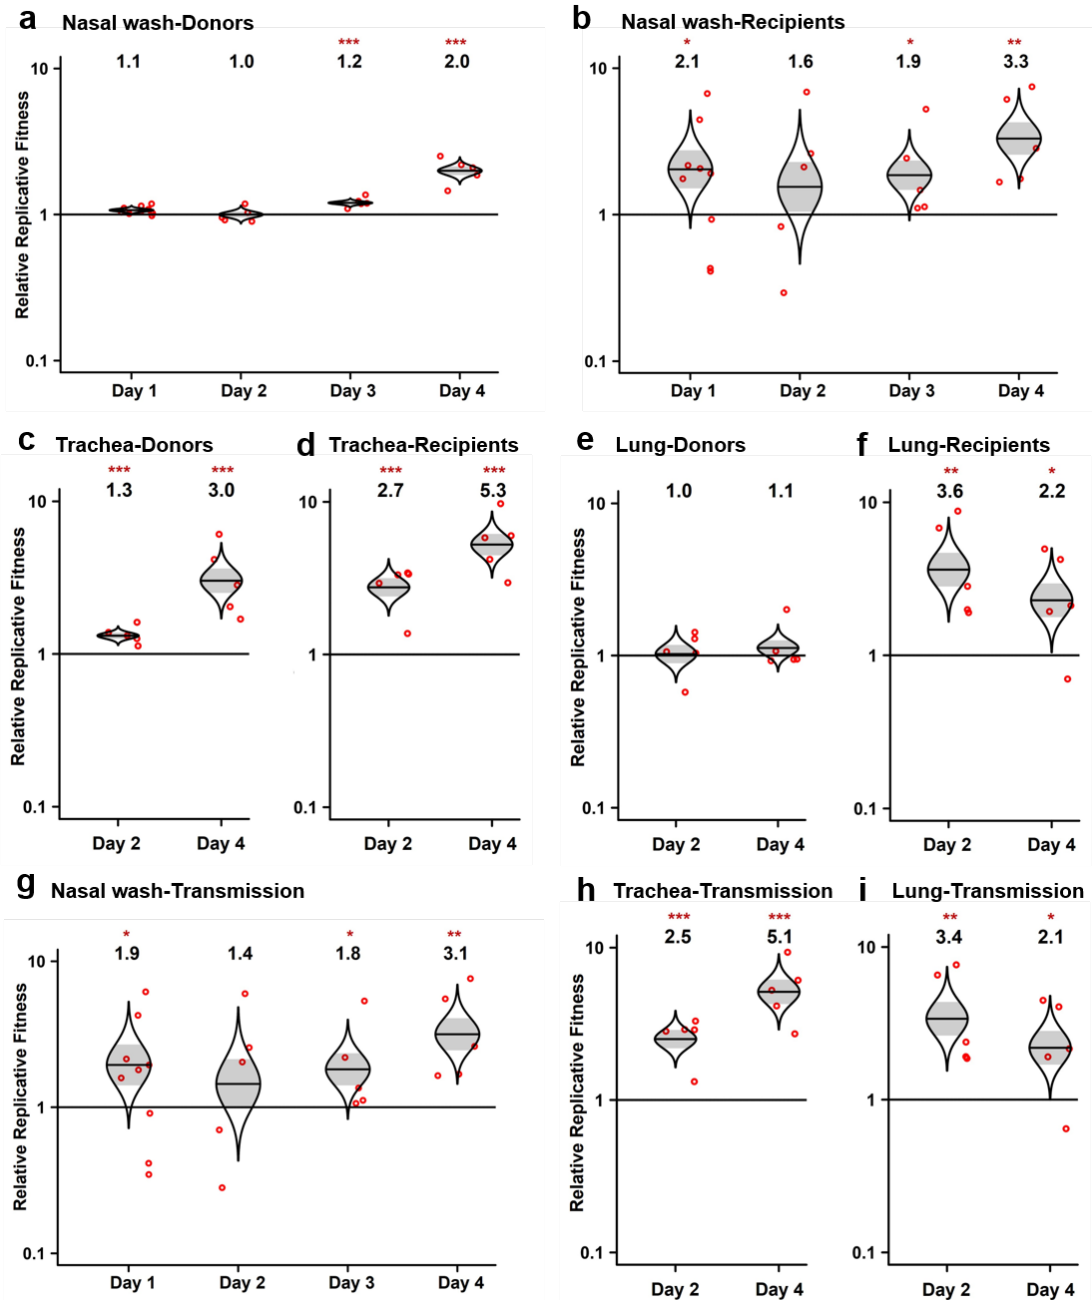 a Nasal wash-Donors
*** ***
1.1 1.0 1.2 2.0
10
1
0.1
Relative Replicative Fitness
Day 1 Day 2 Day 3 Day 4
b Nasal wash-Recipients
* * **
2.1 1.6 1.9 3.3
10
1
0.1
Day 1 Day 2 Day 3 Day 4
c Trachea-Donors
*** ***
1.3 3.0
10
1
0.1
Relative Replicative Fitness
Day 2 Day 4
d Trachea-Recipients
*** ***
2.7 5.3
10
1
0.1
Day 2 Day 4
e Lung-Donors
1.0 1.1
10
1
0.1
Relative Replicative Fitness
Day 2 Day 4
f Lung-Recipients
** *
3.6 2.2
10
1
0.1
Day 2 Day 4
g Nasal wash-Transmission
* * **
1.9 1.4 1.8 3.1
10
1
0.1
Relative Replicative Fitness
Day 1 Day 2 Day 3 Day 4
h Trachea-Transmission
*** ***
2.5 5.1
10
1
0.1
Relative Replicative Fitness
Day 2 Day 4
i Lung-Transmission
** *
3.4 2.1
10
1
0.1
Day 2 Day 4